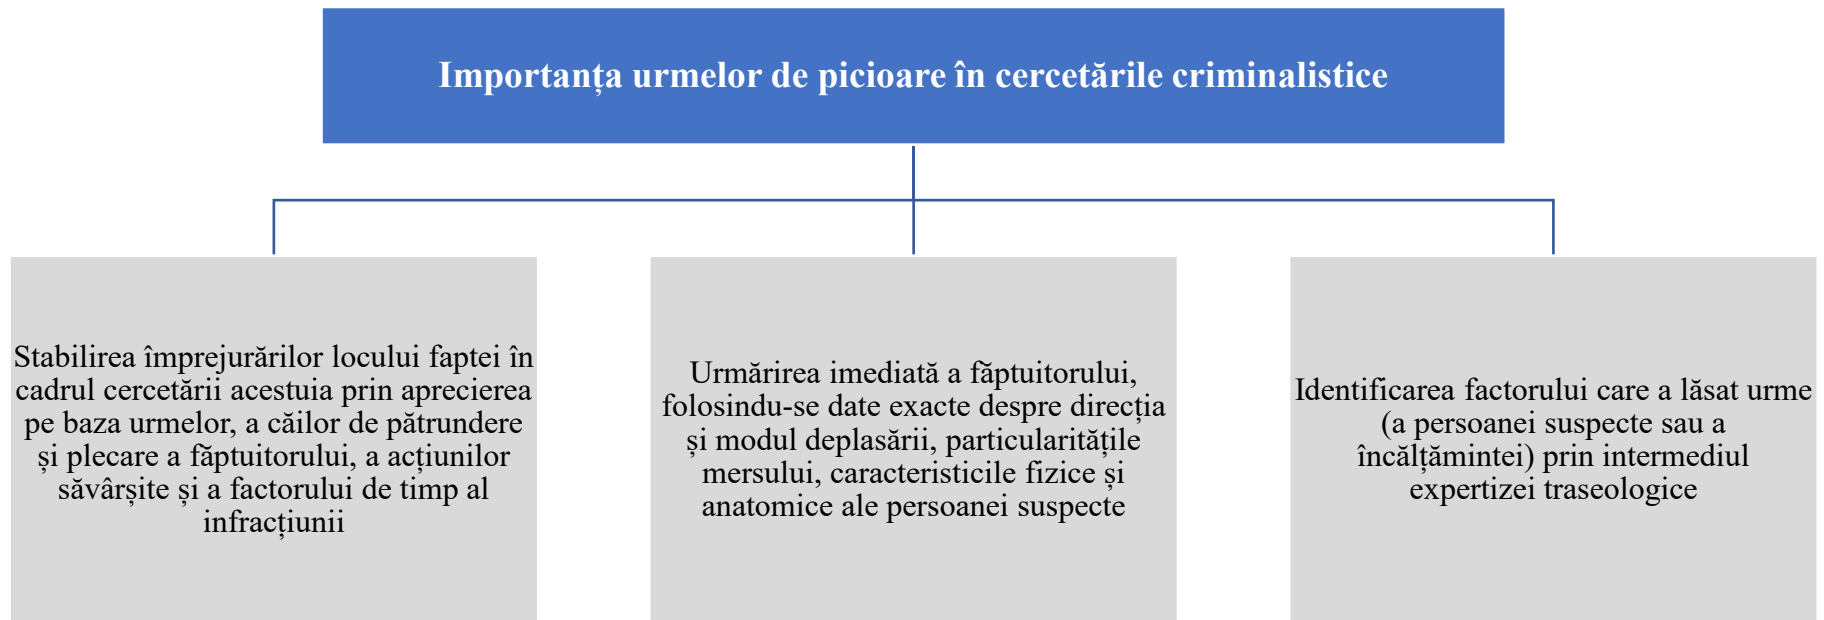 Importanța urmelor de picioare în cercetările criminalistice
Stabilirea împrejurărilor locului faptei în
cadrul cercetării acestuia prin aprecierea
pe baza urmelor, a căilor de pătrundere
și plecare a făptuitorului, a acțiunilor
săvârșite și a factorului de timp al
infracțiunii
Urmărirea imediată a făptuitorului,
folosindu-se date exacte despre direcția
și modul deplasării, particularitățile
mersului, caracteristicile fizice și
anatomice ale persoanei suspecte
Identificarea factorului care a lăsat urme
(a persoanei suspecte sau a
încălțămintei) prin intermediul
expertizei traseologice